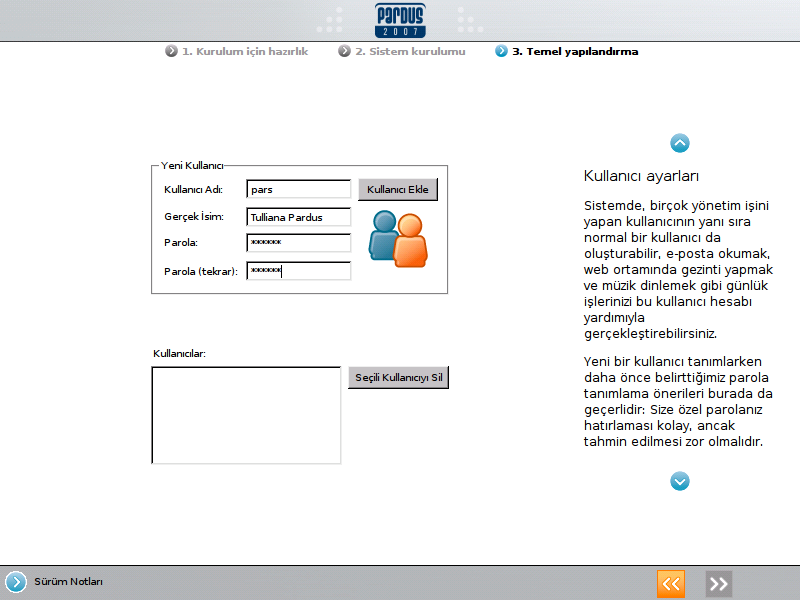 PARDUS
2007
1. Kurulum için hazırlık
2. Sistem kurulumu
3. Temel yapılandırma
Yeni Kullanıcı
Kullanıcı Adı:
pars
Kullanıcı Ekle
Gerçek İsim:
Tulliana Pardus
Parola:
******
Parola (tekrar):
******
Kullanıcılar:
Seçili Kullanıcıyı Sil
Kullanıcı ayarları
Sistemde, birçok yönetim işini
yapan kullanıcının yanı sıra
normal bir kullanıcı da
oluşturabilir, e-posta okumak,
web ortamında gezinti yapmak
ve müzik dinlemek gibi günlük
işlerinizi bu kullanıcı hesabı
yardımıyla
gerçekleştirebilirsiniz.
Yeni bir kullanıcı tanımlarken
daha önce belirttiğimiz parola
tanımlama önerileri burada da
geçerlidir: Size özel parolanız
hatırlaması kolay, ancak
tahmin edilmesi zor olmalıdır.
Sürüm Notları